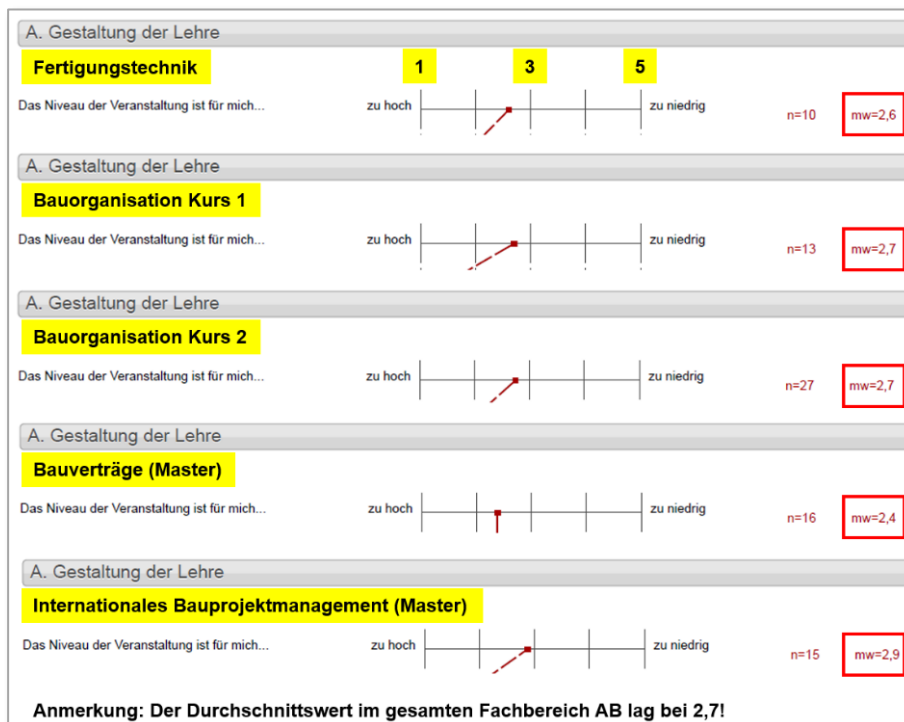 A. Gestaltung der Lehre
Fertigungstechnik 1 3 5
Das Niveau der Veranstaltung ist für mich... zu hoch zu niedrig n=10 mw=2,6
A. Gestaltung der Lehre
Bauorganisation Kurs 1
Das Niveau der Veranstaltung ist für mich... zu hoch zu niedrig n=13 mw=2,7
A. Gestaltung der Lehre
Bauorganisation Kurs 2
Das Niveau der Veranstaltung ist für mich... zu hoch zu niedrig n=27 mw=2,7
A. Gestaltung der Lehre
Bauverträge (Master)
Das Niveau der Veranstaltung ist für mich... zu hoch zu niedrig n=16 mw=2,4
A. Gestaltung der Lehre
Internationales Bauprojektmanagement (Master)
Das Niveau der Veranstaltung ist für mich... zu hoch zu niedrig n=15 mw=2,9
Anmerkung: Der Durchschnittswert im gesamten Fachbereich AB lag bei 2,7!